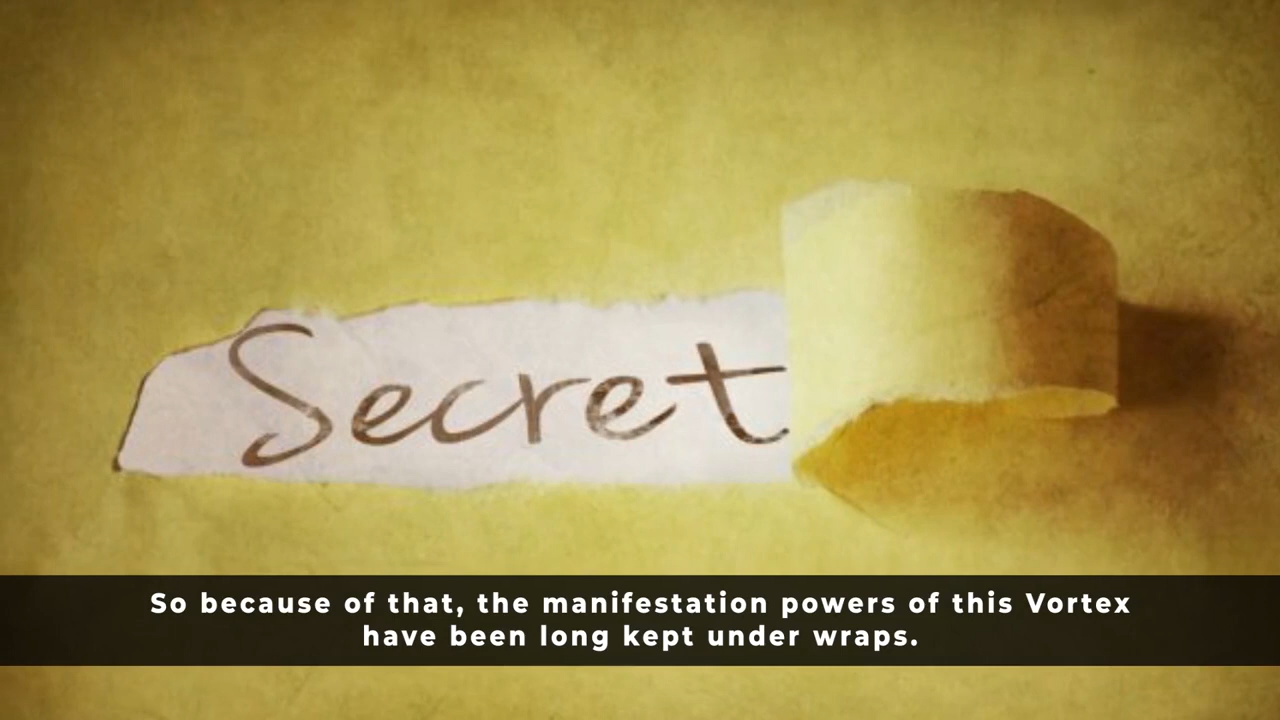 Secret
So because of that, the manifestation powers of this Vortex
have been long kept under wraps.